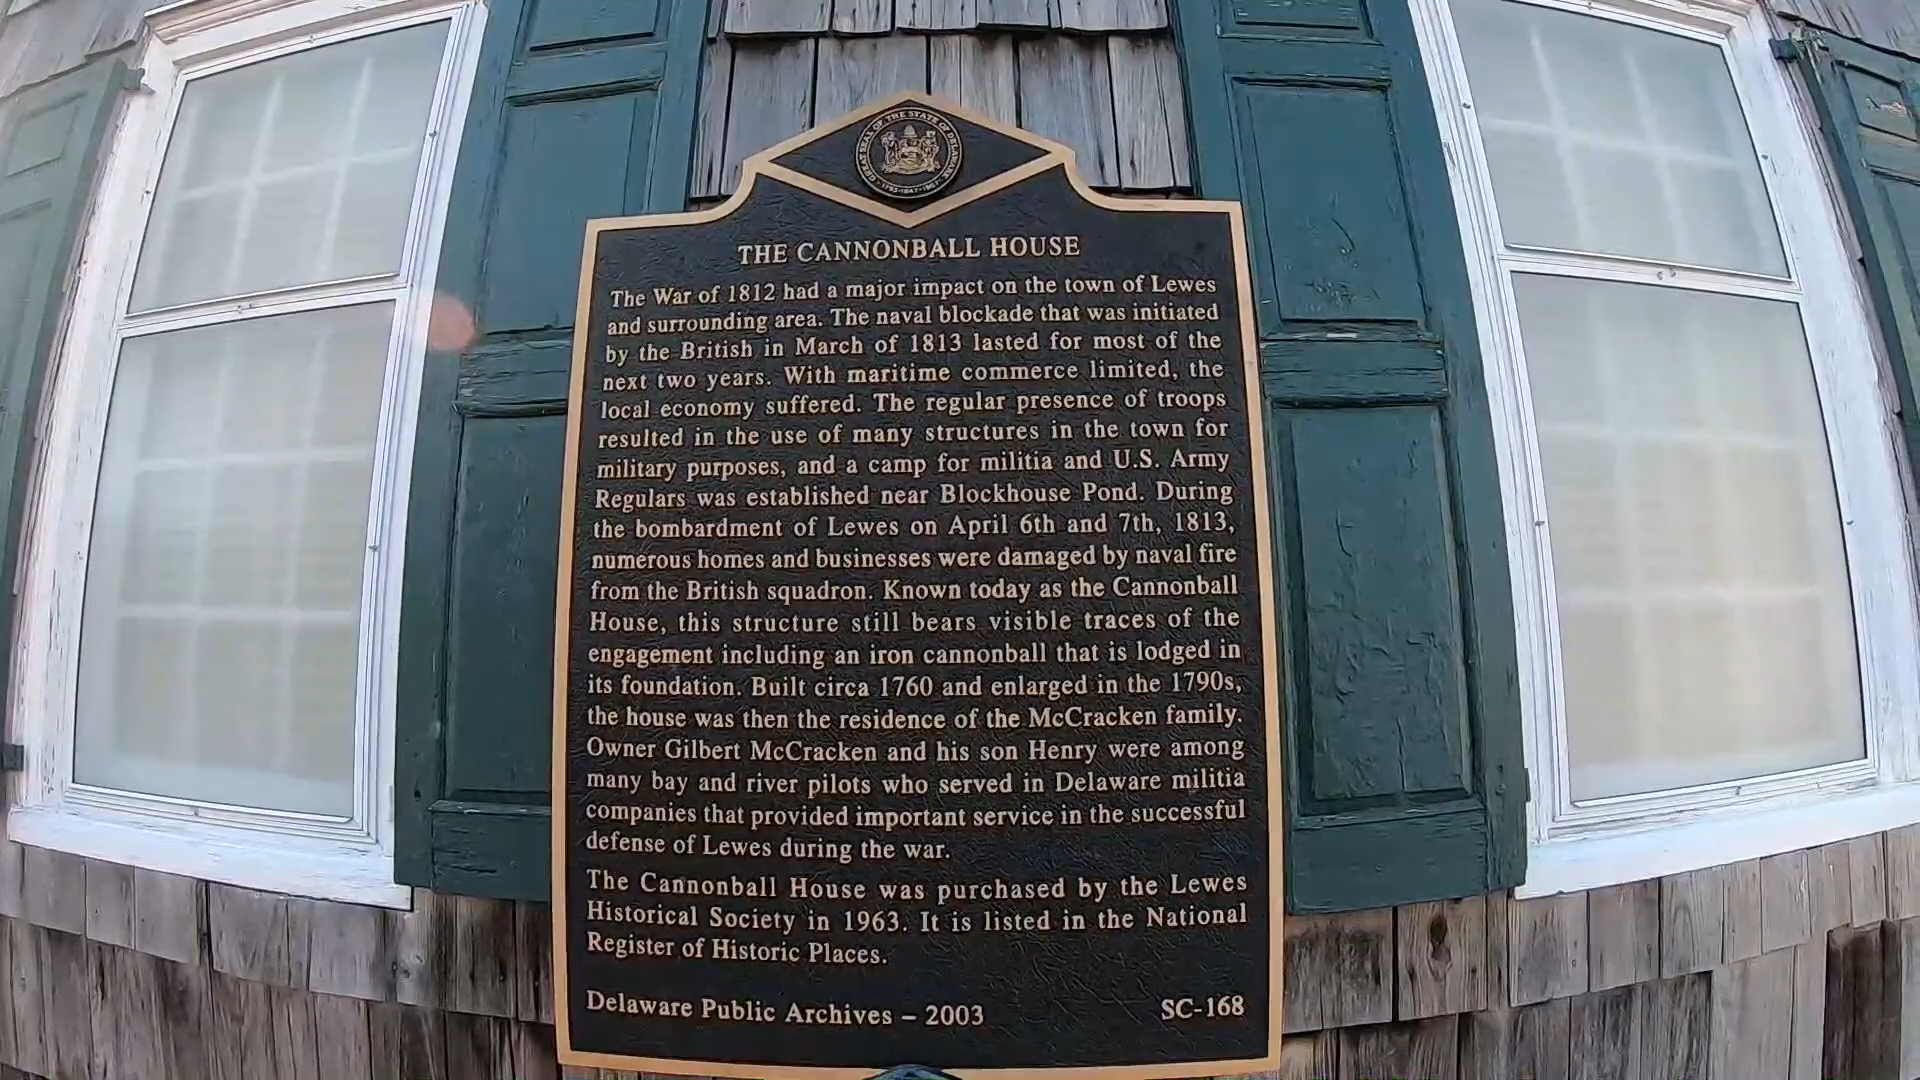 GREAT SEAL OF THE STATE OF DELAWARE
1793·1847·1907
THE CANNONBALL HOUSE
The War of 1812 had a major impact on the town of Lewes
and surrounding area. The naval blockade that was initiated
by the British in March of 1813 lasted for most of the
next two years. With maritime commerce limited, the
local economy suffered. The regular presence of troops
resulted in the use of many structures in the town for
military purposes, and a camp for militia and U.S. Army
Regulars was established near Blockhouse Pond. During
the bombardment of Lewes on April 6th and 7th, 1813,
numerous homes and businesses were damaged by naval fire
from the British squadron. Known today as the Cannonball
House, this structure still bears visible traces of the
engagement including an iron cannonball that is lodged in
its foundation. Built circa 1760 and enlarged in the 1790s,
the house was then the residence of the McCracken family.
Owner Gilbert McCracken and his son Henry were among
many bay and river pilots who served in Delaware militia
companies that provided important service in the successful
defense of Lewes during the war.
The Cannonball House was purchased by the Lewes
Historical Society in 1963. It is listed in the National
Register of Historic Places.
Delaware Public Archives – 2003 SC-168